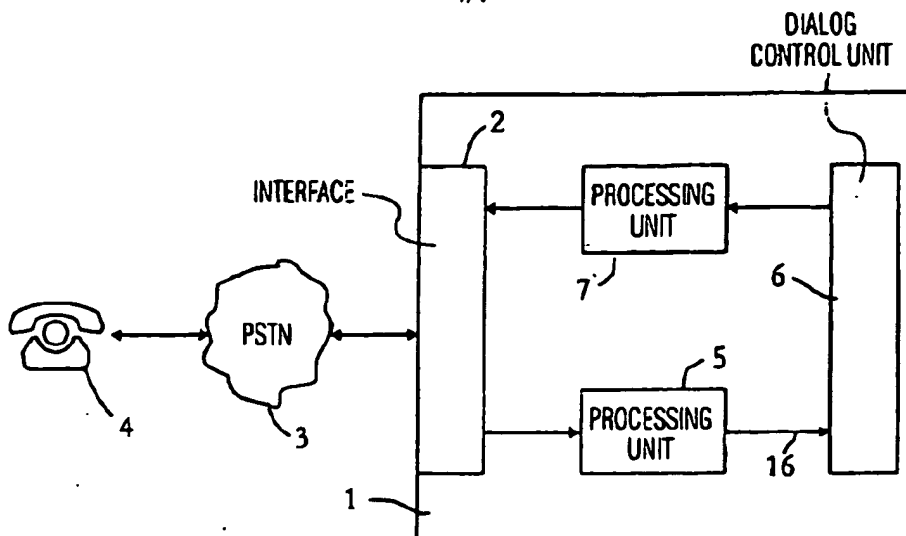 DIALOG
CONTROL UNIT
2
INTERFACE
PROCESSING
UNIT
7
6
PSTN
4
3
5
PROCESSING
UNIT
16
1